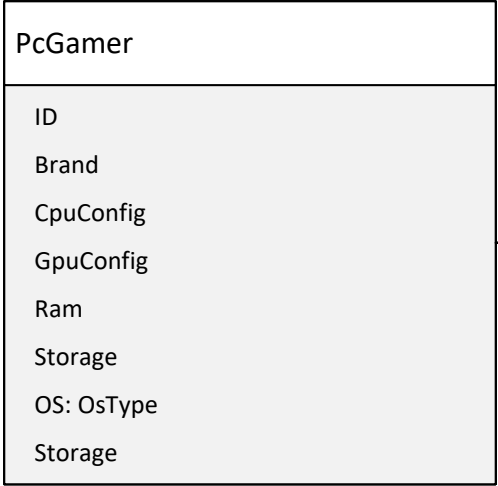 PcGamer
ID
Brand
CpuConfig
GpuConfig
Ram
Storage
OS: OsType
Storage